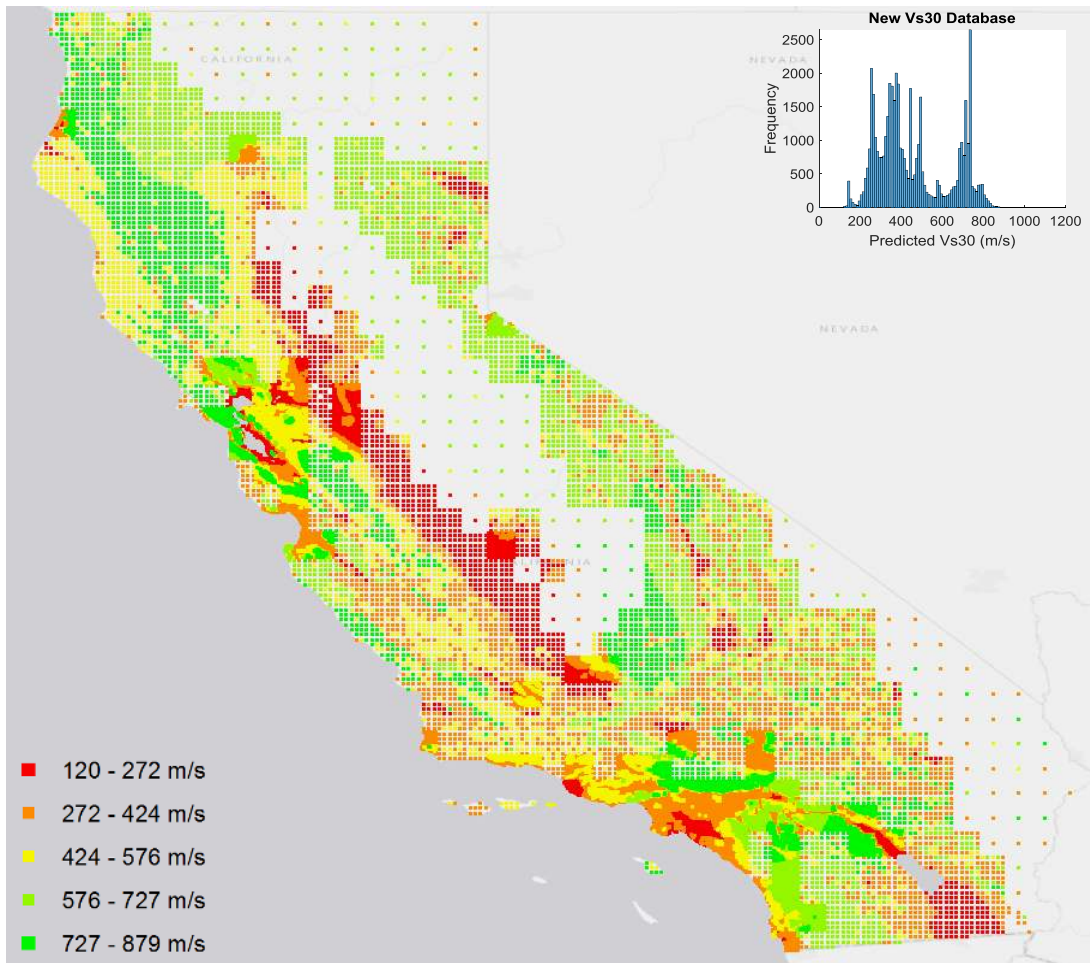 New Vs30 Database
CALIFORNIA
NEVADA
2500
2000
1500
1000
500
0
Frequency
0 200 400 600 800 1000 1200
Predicted Vs30 (m/s)
NEVADA
120 - 272 m/s
272 - 424 m/s
424 - 576 m/s
576 - 727 m/s
727 - 879 m/s